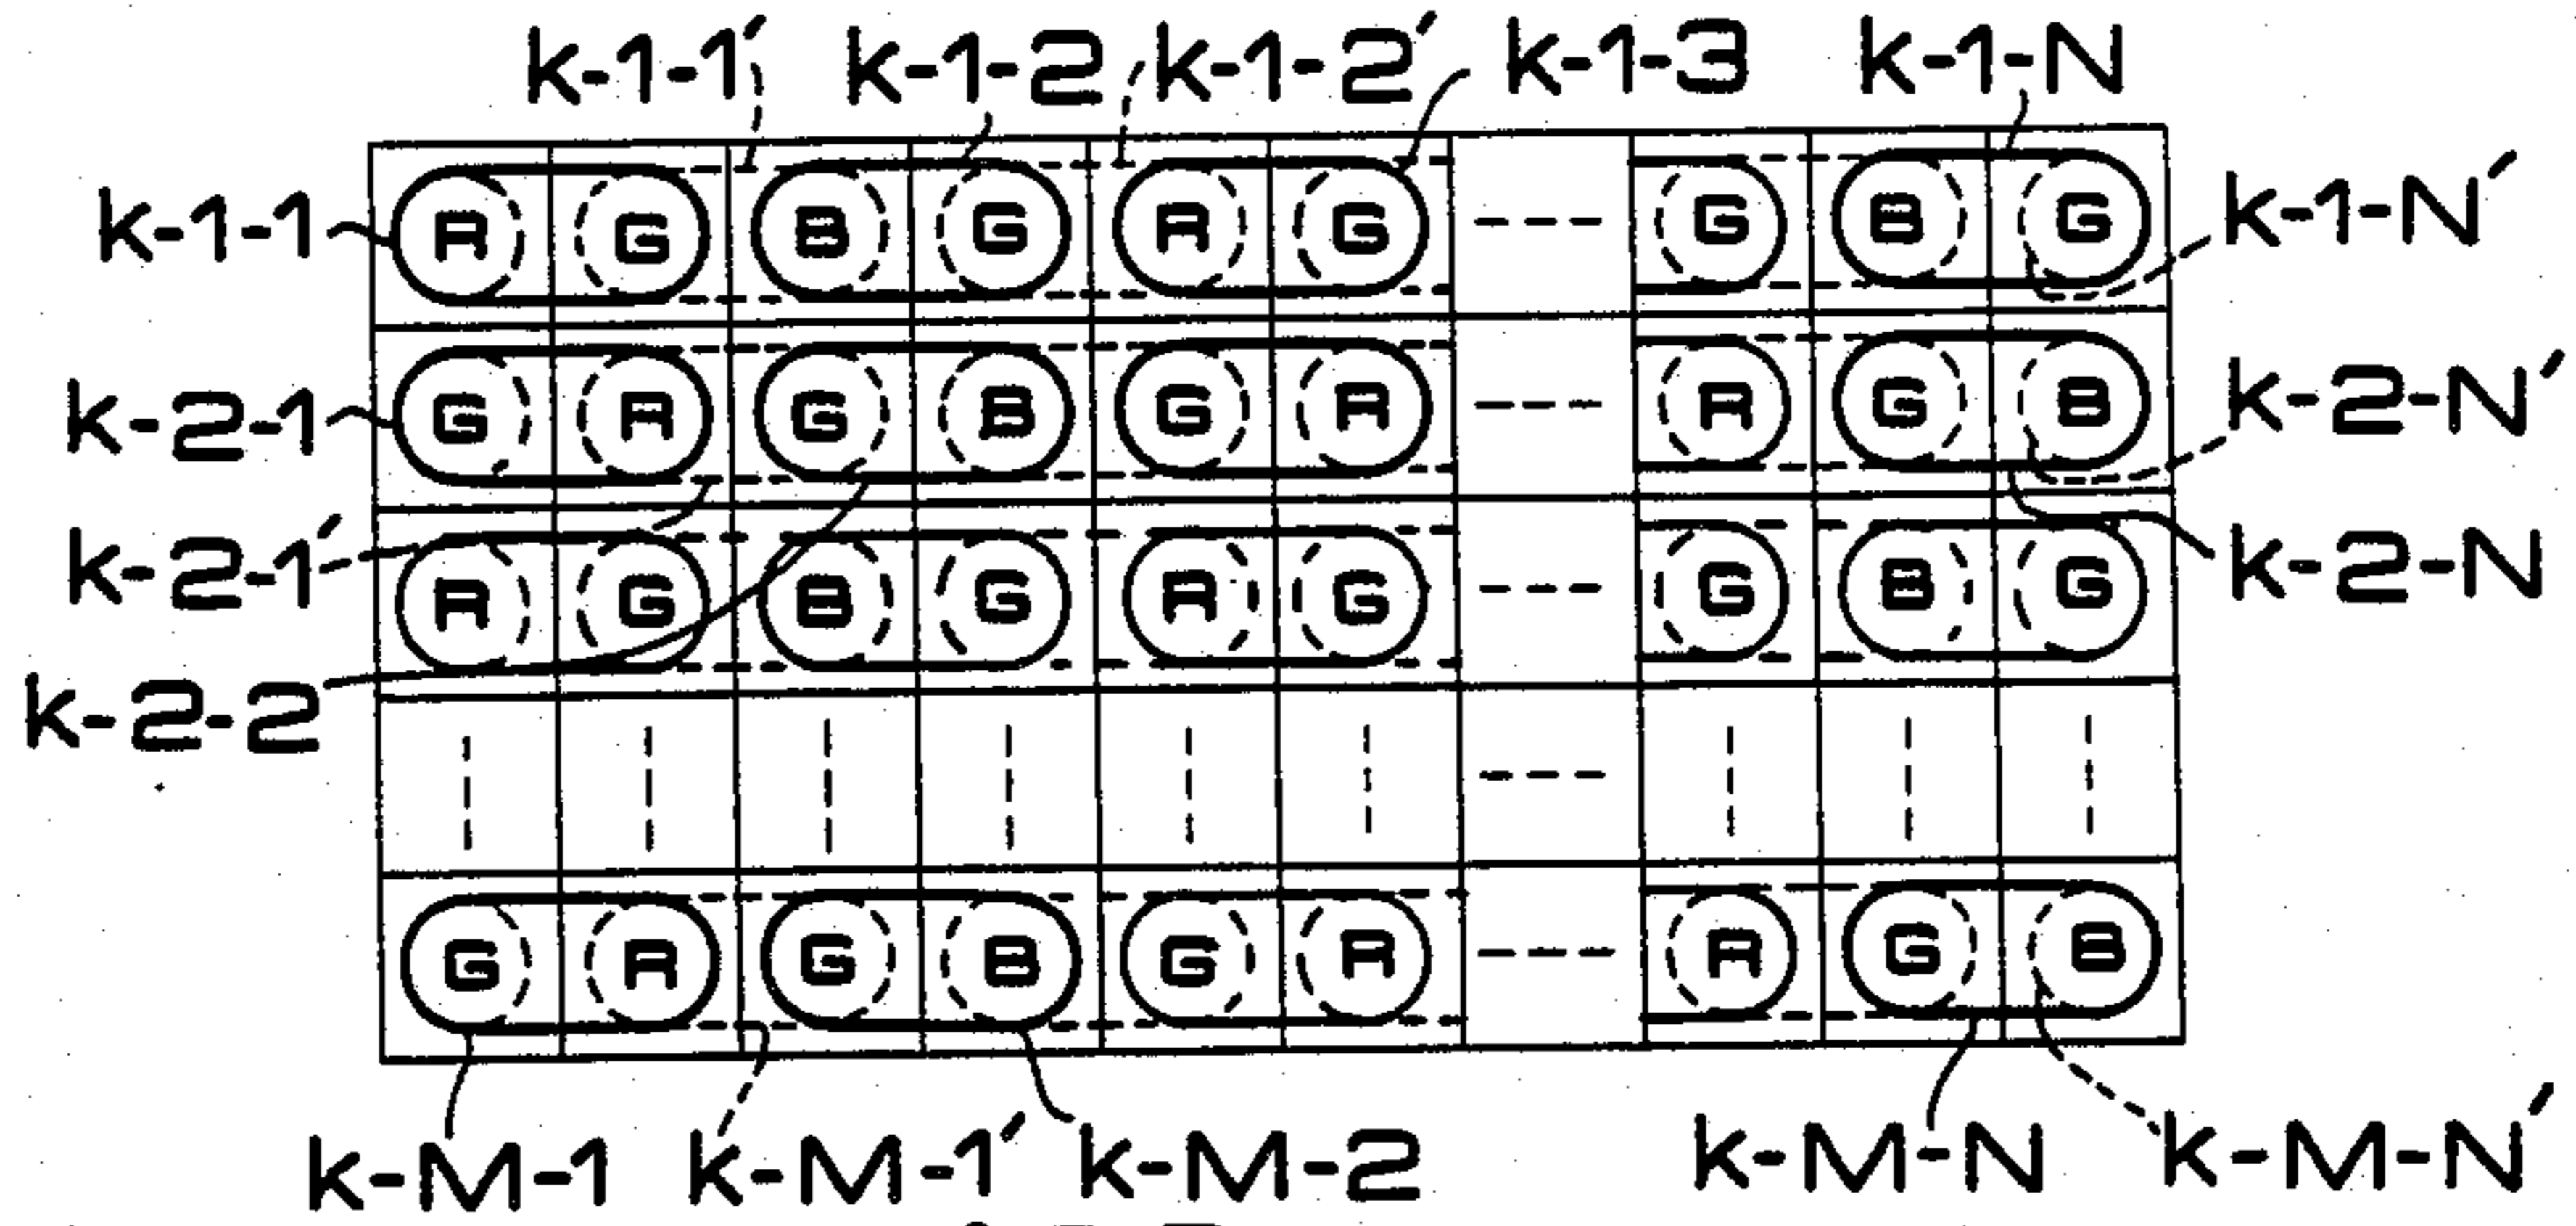 k-1-1′ k-1-2 k-1-2′ k-1-3 k-1-N
k-1-1 R G B G R G G B G k-1-N′
k-2-1 G R G B G R R G B k-2-N′
k-2-1′ R G B G R G G B G k-2-N
k-2-2
G R G B G R R G B
k-M-1 k-M-1′ k-M-2 k-M-N k-M-N′